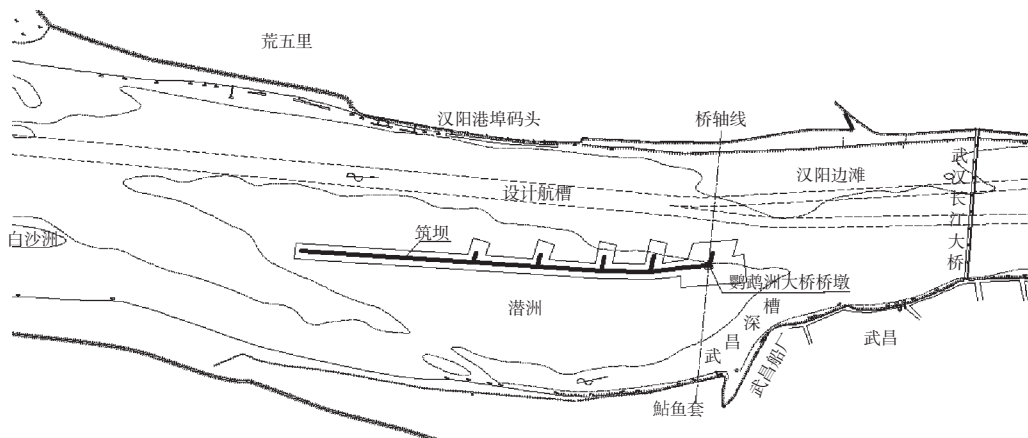 荒五里
汉阳港埠码头
桥轴线
武汉长江大桥
汉阳边滩
设计航槽
白沙洲
筑坝
鹦鹉洲大桥桥墩
潜洲
武昌深槽
武昌船厂
武昌
鲇鱼套